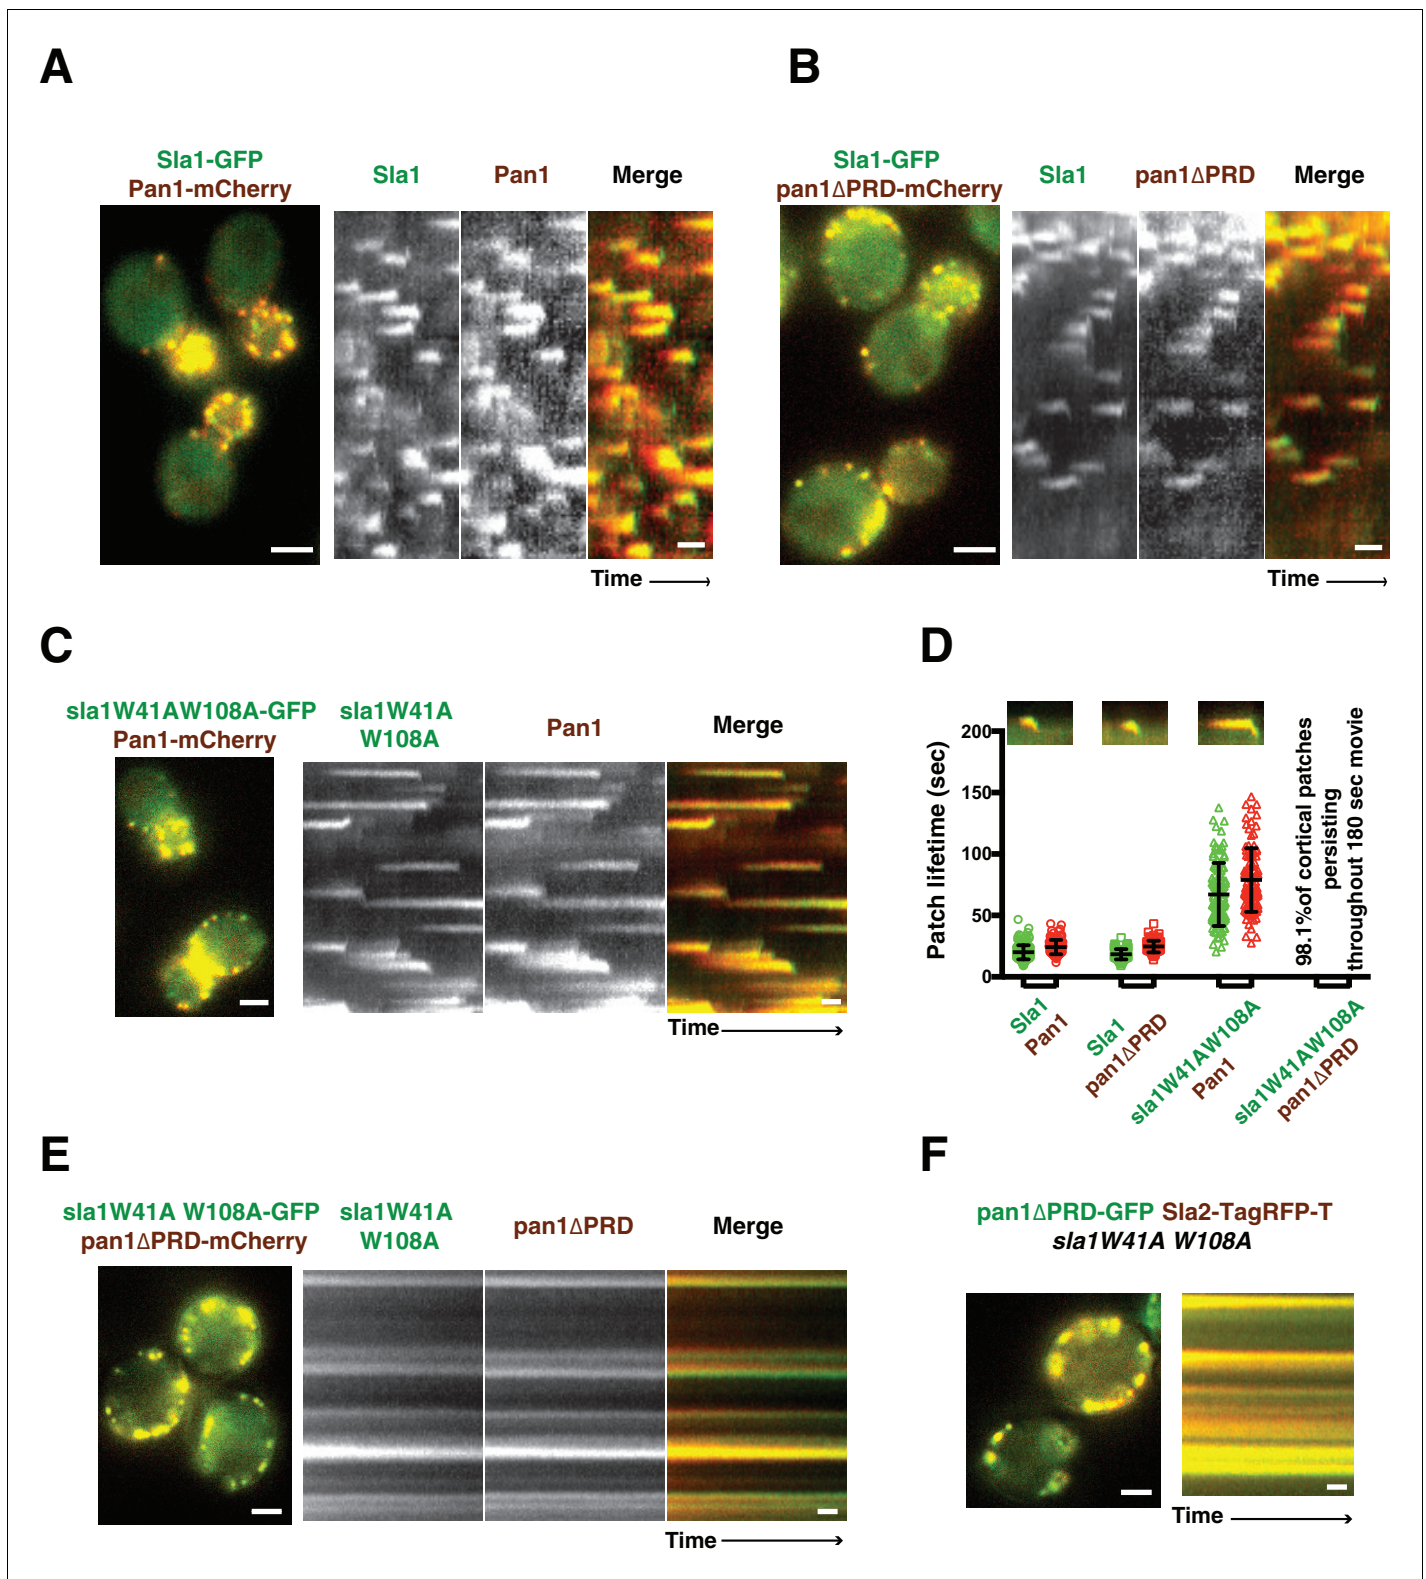 A
B
Sla1-GFP
Pan1-mCherry
Sla1
Pan1
Merge
Sla1-GFP
pan1ΔPRD-mCherry
Sla1
pan1ΔPRD
Merge
Time
Time
C
D
sla1W41AW108A-GFP
Pan1-mCherry
sla1W41A
W108A
Pan1
Merge
Time
Patch lifetime (sec)
200
150
100
50
0
98.1%of cortical patches
persisting
throughout 180 sec movie
Sla1
Pan1
Sla1
pan1ΔPRD
sla1W41AW108A
Pan1
sla1W41AW108A
pan1ΔPRD
E
F
sla1W41A W108A-GFP
pan1ΔPRD-mCherry
sla1W41A
W108A
pan1ΔPRD
Merge
Time
pan1ΔPRD-GFP Sla2-TagRFP-T
sla1W41A W108A
Time